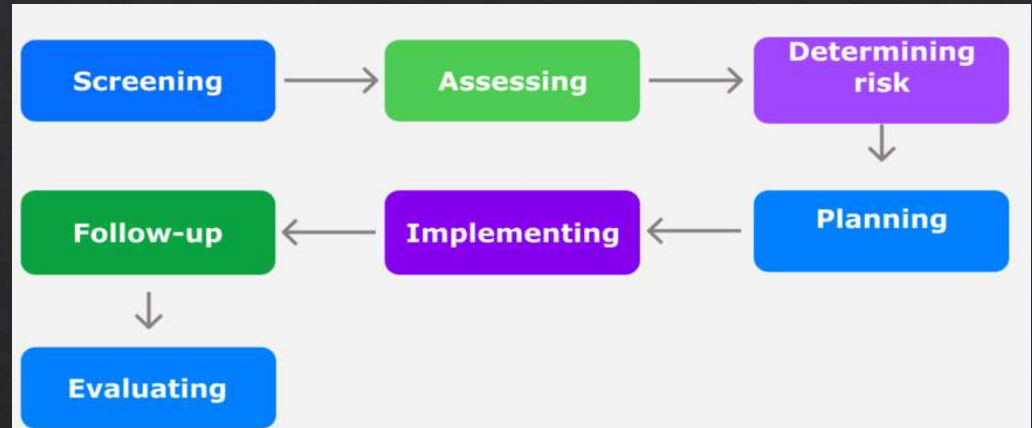 Screening
Assessing
Determining
risk
Planning
Implementing
Follow-up
Evaluating